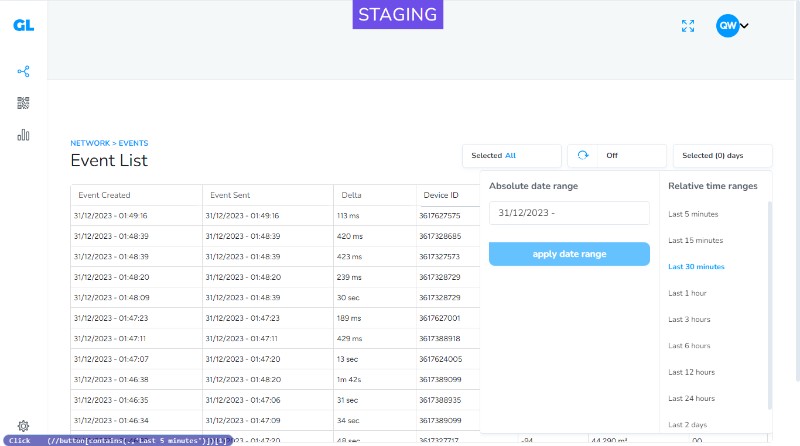 STAGING
GL
QW
NETWORK > EVENTS
Event List
Selected All
Off
Selected (0) days
Event Created Event Sent Delta Device ID
31/12/2023 - 01:49:16 31/12/2023 - 01:49:16 113 ms 3617627575
31/12/2023 - 01:48:39 31/12/2023 - 01:48:39 420 ms 3617328685
31/12/2023 - 01:48:39 31/12/2023 - 01:48:39 423 ms 3617327573
31/12/2023 - 01:48:20 31/12/2023 - 01:48:20 239 ms 3617328729
31/12/2023 - 01:48:09 31/12/2023 - 01:48:39 30 sec 3617328729
31/12/2023 - 01:47:23 31/12/2023 - 01:47:23 189 ms 3617627001
31/12/2023 - 01:47:11 31/12/2023 - 01:47:11 429 ms 3617388918
31/12/2023 - 01:47:07 31/12/2023 - 01:47:20 13 sec 3617624005
31/12/2023 - 01:46:38 31/12/2023 - 01:48:20 1m 42s 3617389099
31/12/2023 - 01:46:35 31/12/2023 - 01:47:06 31 sec 3617388935
31/12/2023 - 01:46:34 31/12/2023 - 01:47:09 34 sec 3617389099
01:47:20 48 sec 3617327717 -94 44.290 m³ 00
Absolute date range
31/12/2023 -
apply date range
Relative time ranges
Last 5 minutes
Last 15 minutes
Last 30 minutes
Last 1 hour
Last 3 hours
Last 6 hours
Last 12 hours
Last 24 hours
Last 2 days
Click (//button[contains(.,"Last 5 minutes")])[1]